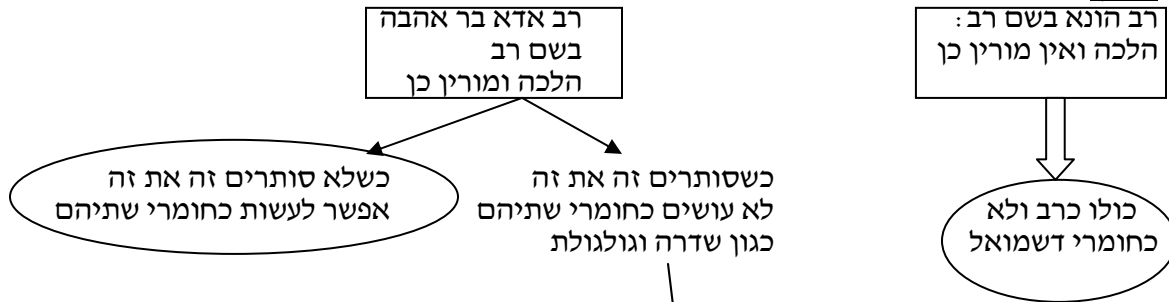 רב הונא בשם רב:
הלכה ואין מורין כן
כולו כרב ולא
כחומרי דשמואל
רב אדא בר אהבה
בשם רב
הלכה ומורין כן
כשסותרים זה את זה
לא עושים כחומרי שתיהם
כגון שדרה וגולגולת
כשלא סותרים זה את זה
אפשר לעשות כחומרי שתיהם